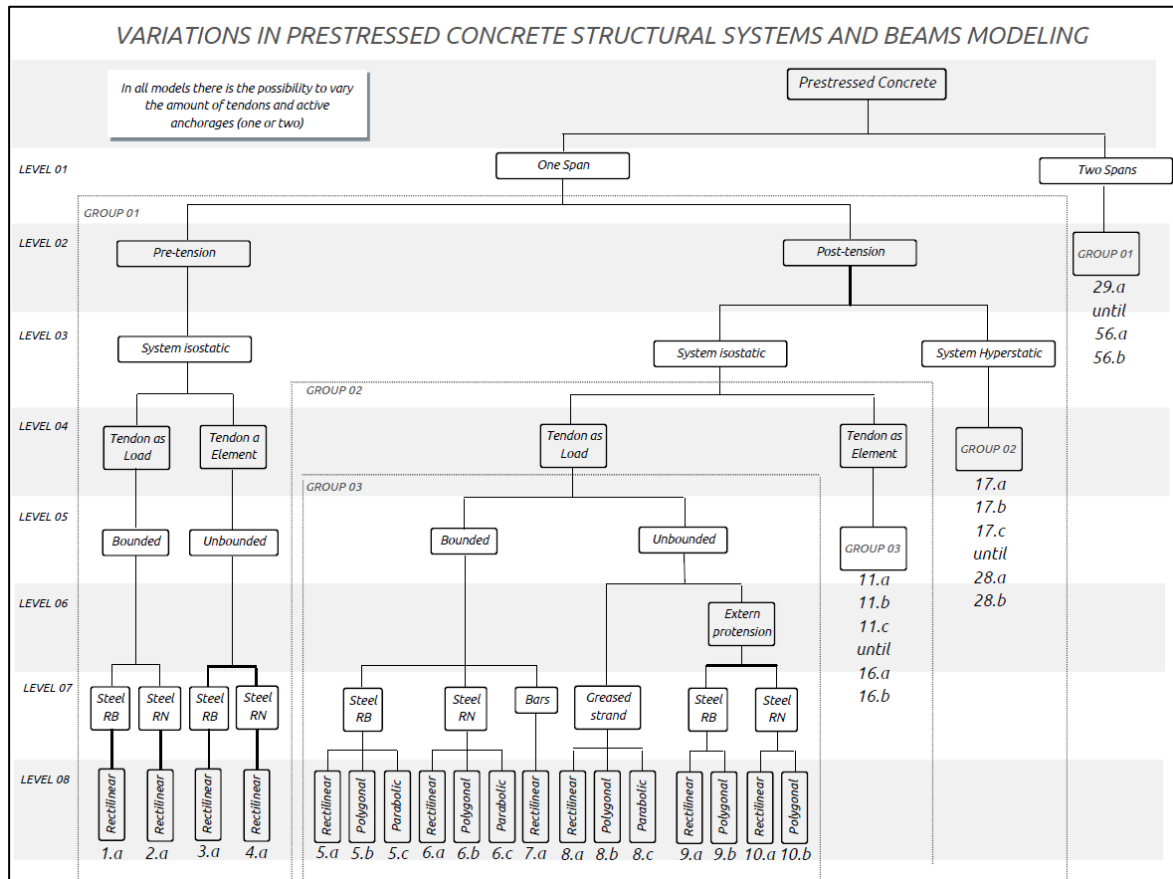 VARIATIONS IN PRESTRESSED CONCRETE STRUCTURAL SYSTEMS AND BEAMS MODELING
In all models there is the possibility to vary
the amount of tendons and active
anchorages (one or two)
Prestressed Concrete
LEVEL 01
One Span
Two Spans
GROUP 01
LEVEL 02
Pre-tension
Post-tension
GROUP 01
29.a
until
56.a
56.b
LEVEL 03
System isostatic
System isostatic
System Hyperstatic
GROUP 02
LEVEL 04
Tendon as
Load
Tendon a
Element
Tendon as
Load
Tendon as
Element
GROUP 02
17.a
17.b
17.c
until
28.a
28.b
GROUP 03
LEVEL 05
Bounded
Unbounded
Bounded
Unbounded
GROUP 03
11.a
11.b
11.c
until
16.a
16.b
LEVEL 06
Extern
protension
LEVEL 07
Steel
RB
Steel
RN
Steel
RB
Steel
RN
Steel
RB
Steel
RN
Bars
Greased
strand
Steel
RB
Steel
RN
LEVEL 08
Rectilinear
Rectilinear
Rectilinear
Rectilinear
Rectilinear
Polygonal
Parabolic
Rectilinear
Polygonal
Parabolic
Rectilinear
Rectilinear
Polygonal
Parabolic
Rectilinear
Polygonal
Rectilinear
Polygonal
1.a
2.a
3.a
4.a
5.a
5.b
5.c
6.a
6.b
6.c
7.a
8.a
8.b
8.c
9.a
9.b
10.a
10.b